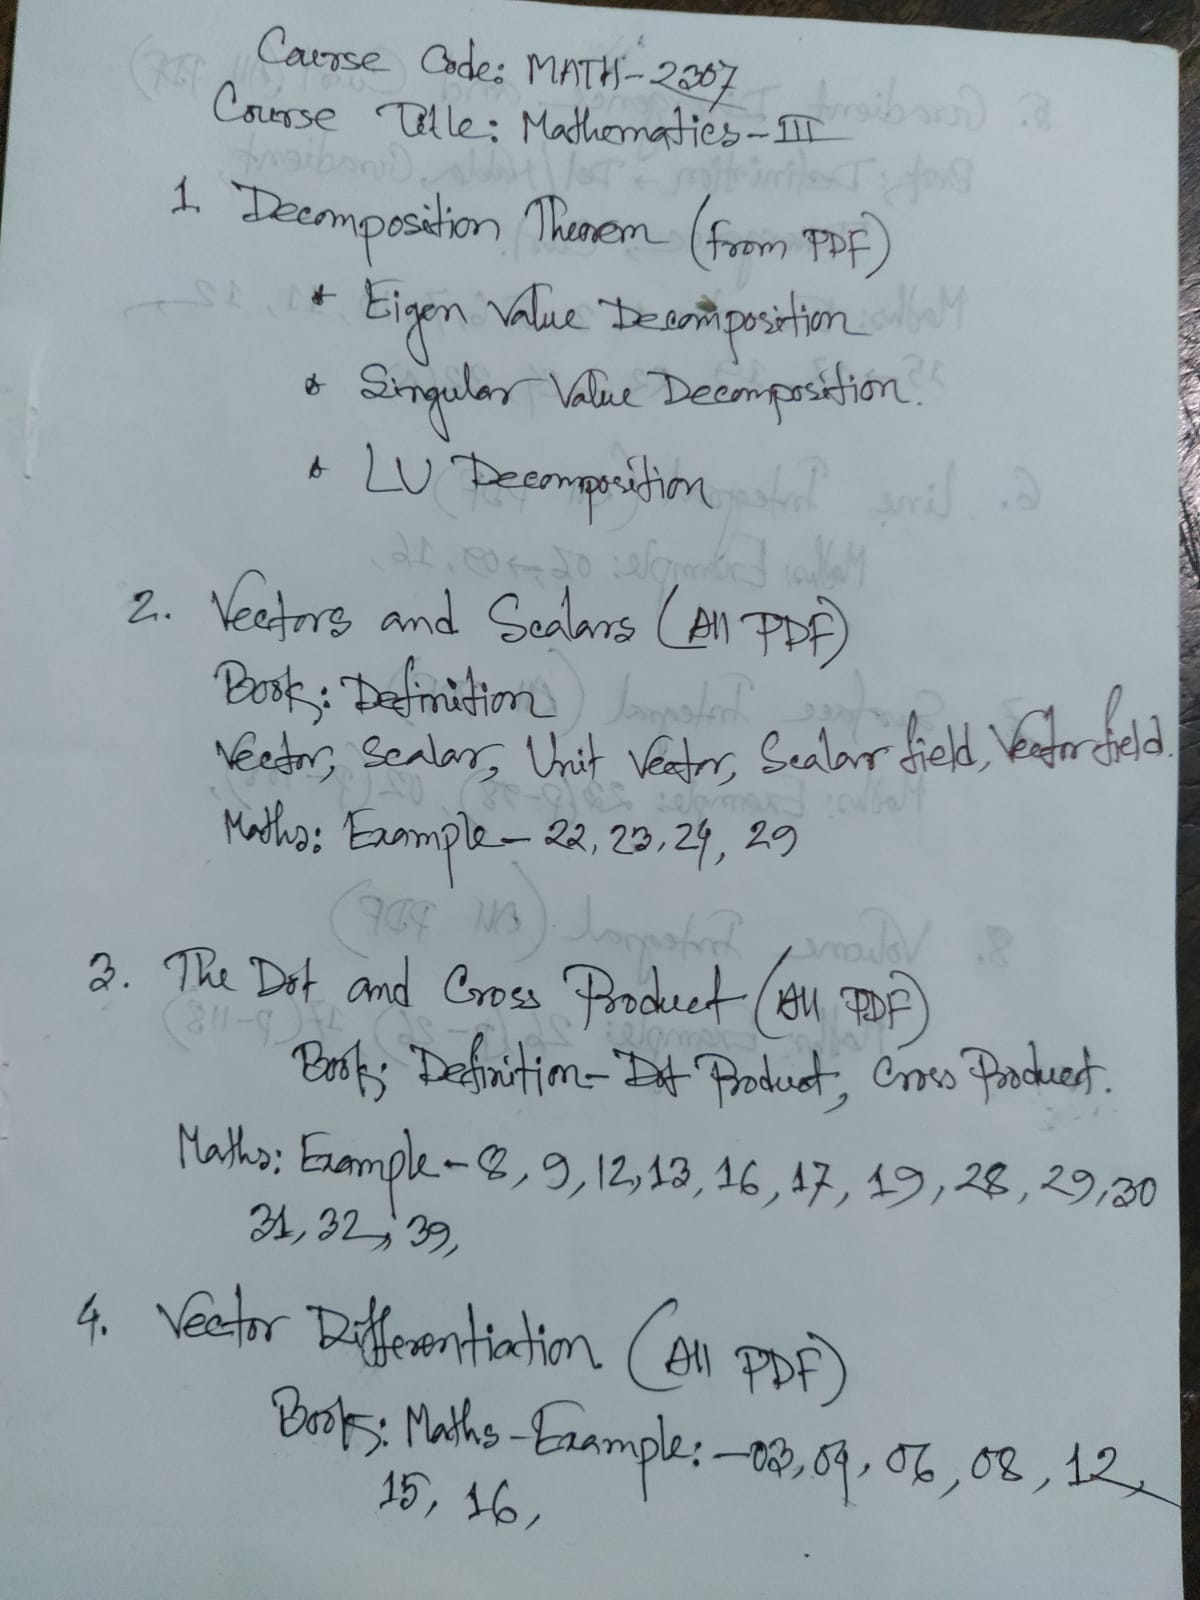 Course Code: MATH-2307
Course Title: Mathematics-III
1 Decomposition Theorem (from PDF)
* Eigen Value Decomposition
* Singular Value Decomposition.
* LU Decomposition
2. Vectors and Scalars (All PDF)
Book: Definition
Vector, Scalar, Unit Vector, Scalar field, Vector field.
Maths: Example- 22, 23, 24, 29
3. The Dot and Cross Product (All PDF)
Book; Definition- Dot Product, Cross Product.
Maths: Example- 8, 9, 12, 13, 16, 17, 19, 28, 29, 30
31, 32, 39,
4. Vector Differentiation (All PDF)
Book: Maths-Example: -03, 04, 06, 08, 12,
15, 16,